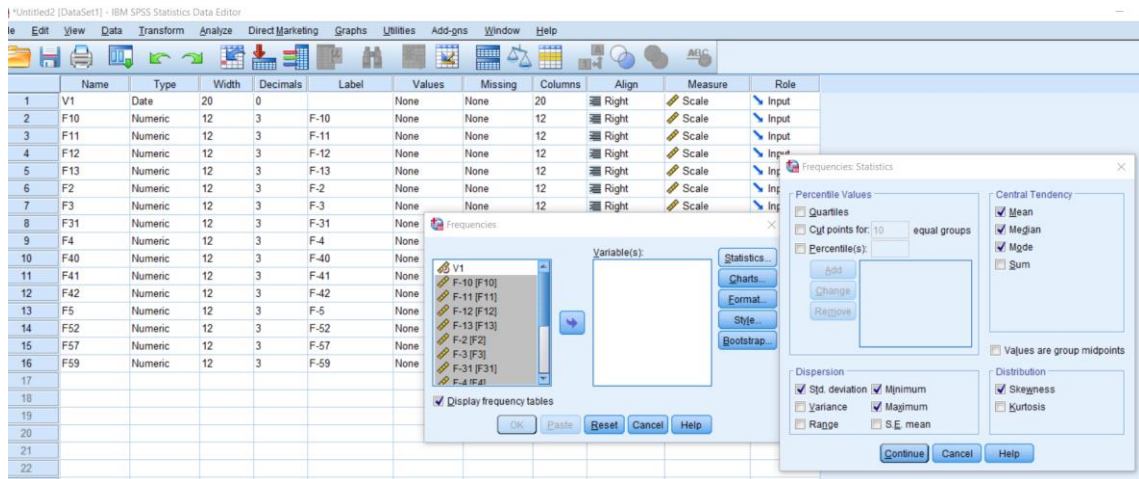 *Untitled2 [DataSet1] - IBM SPSS Statistics Data Editor
le Edit View Data Transform Analyze Direct Marketing Graphs Utilities Add-ons Window Help
Name Type Width Decimals Label Values Missing Columns Align Measure Role
1 V1 Date 20 0 None None 20 Right Scale Input
2 F10 Numeric 12 3 F-10 None None 12 Right Scale Input
3 F11 Numeric 12 3 F-11 None None 12 Right Scale Input
4 F12 Numeric 12 3 F-12 None None 12 Right Scale Input
5 F13 Numeric 12 3 F-13 None None 12 Right Scale Inp
6 F2 Numeric 12 3 F-2 None None 12 Right Scale Inp
7 F3 Numeric 12 3 F-3 None None 12 Right Scale Inp
8 F31 Numeric 12 3 F-31 None
9 F4 Numeric 12 3 F-4 None
10 F40 Numeric 12 3 F-40 None
11 F41 Numeric 12 3 F-41 None
12 F42 Numeric 12 3 F-42 None
13 F5 Numeric 12 3 F-5 None
14 F52 Numeric 12 3 F-52 None
15 F57 Numeric 12 3 F-57 None
16 F59 Numeric 12 3 F-59 None
17
18
19
20
21
22
Frequencies
Variable(s):
V1
F-10 [F10]
F-11 [F11]
F-12 [F12]
F-13 [F13]
F-2 [F2]
F-3 [F3]
F-31 [F31]
F-4 [F4]
Statistics...
Charts...
Format...
Style...
Bootstrap...
Display frequency tables
OK Paste Reset Cancel Help
Frequencies: Statistics
Percentile Values
Quartiles
Cut points for: 10 equal groups
Percentile(s):
Add
Change
Remove
Central Tendency
Mean
Median
Mode
Sum
Values are group midpoints
Dispersion
Std. deviation Minimum
Variance Maximum
Range S.E. mean
Distribution
Skewness
Kurtosis
Continue Cancel Help